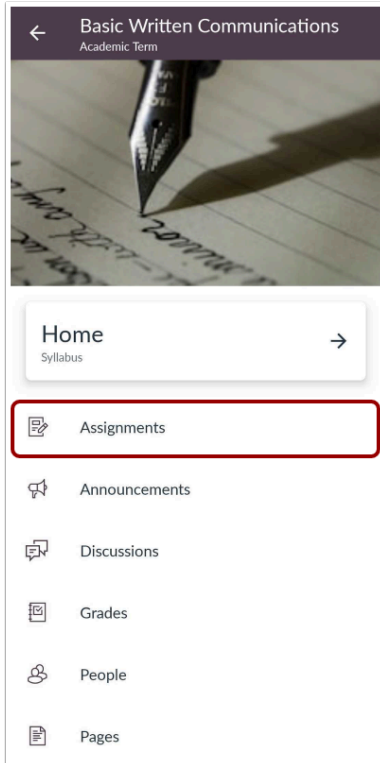 Basic Written Communications
Academic Term
Home
Syllabus
Assignments
Announcements
Discussions
Grades
People
Pages